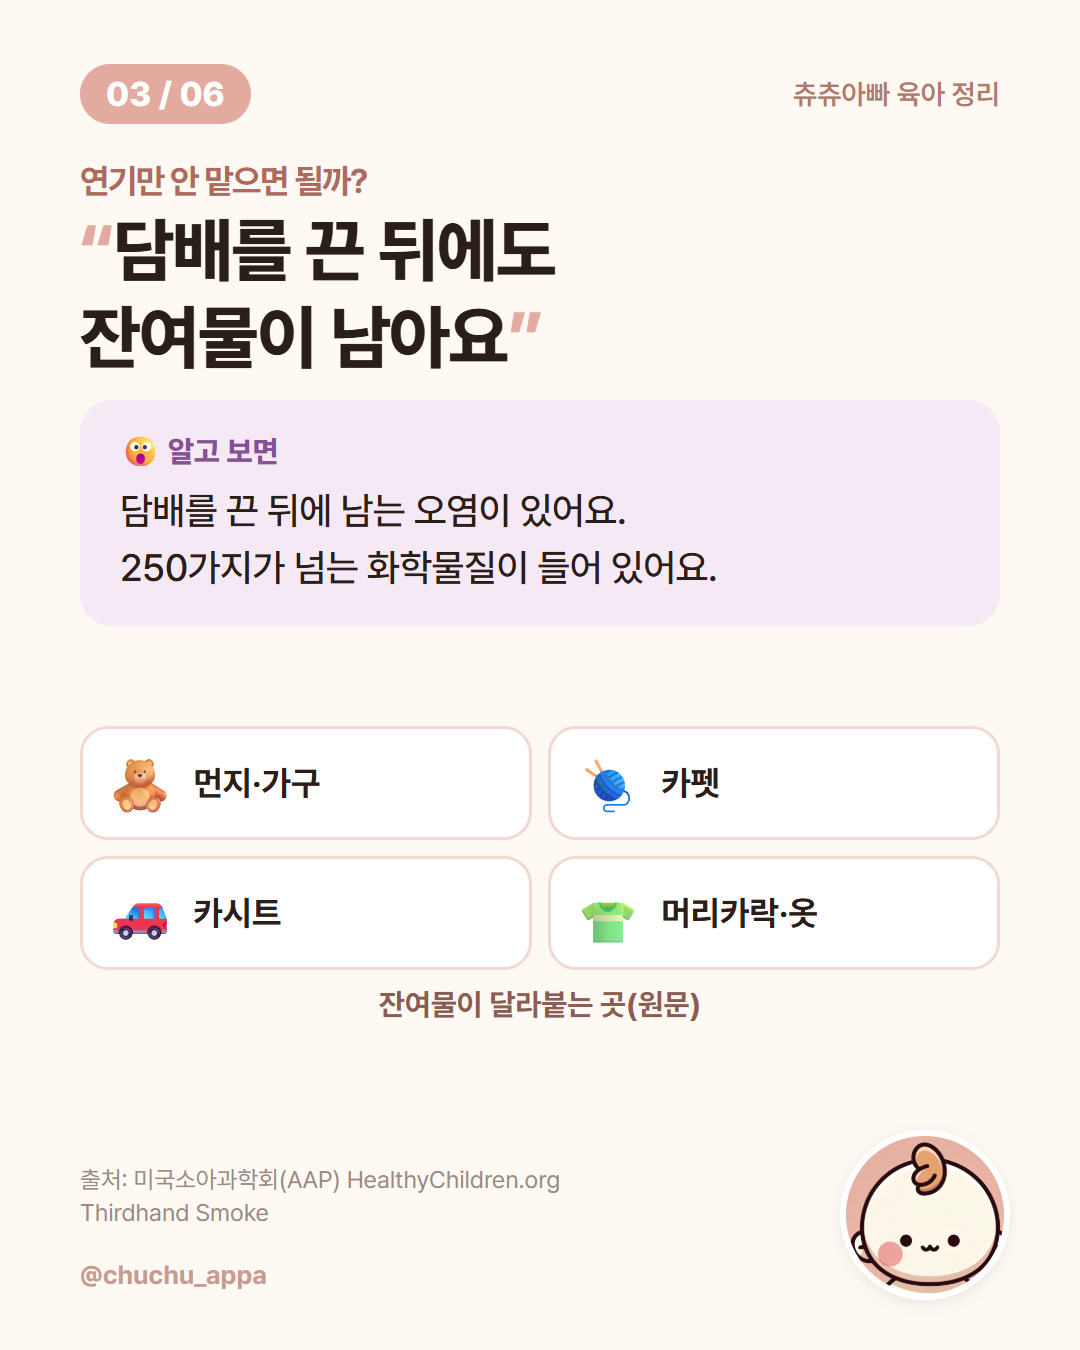 03 / 06
츄츄아빠 육아 정리
연기만 안 맡으면 될까?
“담배를 끈 뒤에도
잔여물이 남아요”
알고 보면
담배를 끈 뒤에 남는 오염이 있어요.
250가지가 넘는 화학물질이 들어 있어요.
먼지·가구
카펫
카시트
머리카락·옷
잔여물이 달라붙는 곳(원문)
출처: 미국소아과학회(AAP) HealthyChildren.org
Thirdhand Smoke
@chuchu_appa